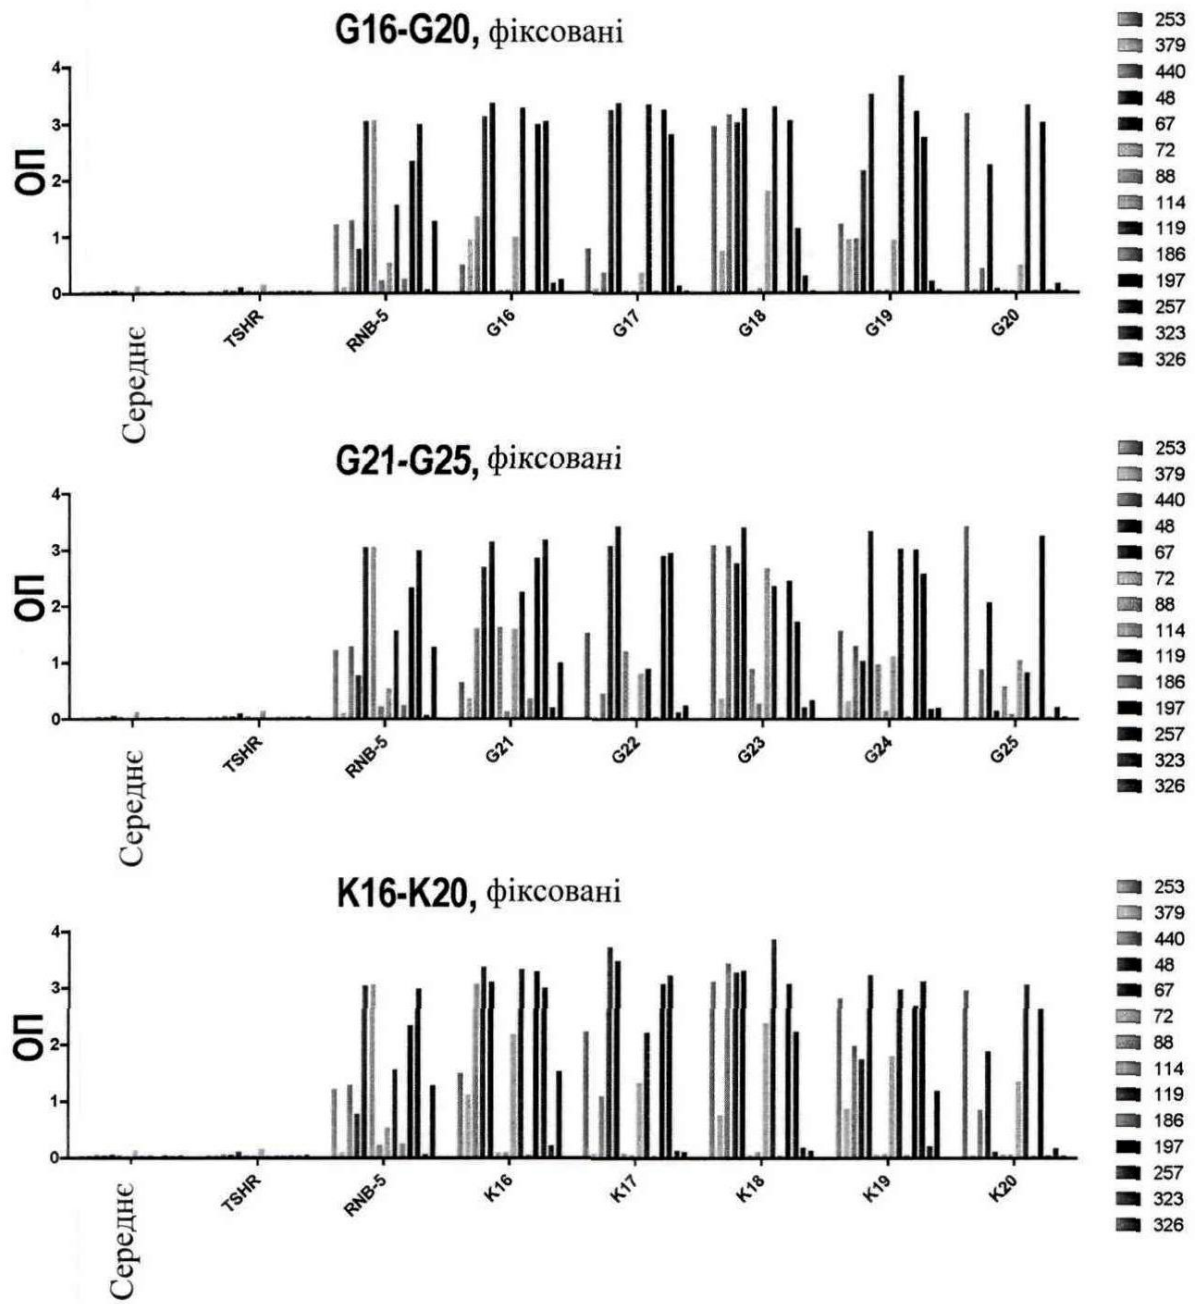 G16-G20, фіксовані
ОП
4
3
2
1
0
Середнє
TSHR
RNB-5
G16
G17
G18
G19
G20
253
379
440
48
67
72
88
114
119
186
197
257
323
326
G21-G25, фіксовані
ОП
4
3
2
1
0
Середнє
TSHR
RNB-5
G21
G22
G23
G24
G25
253
379
440
48
67
72
88
114
119
186
197
257
323
326
K16-K20, фіксовані
ОП
4
3
2
1
0
Середнє
TSHR
RNB-5
K16
K17
K18
K19
K20
253
379
440
48
67
72
88
114
119
186
197
257
323
326